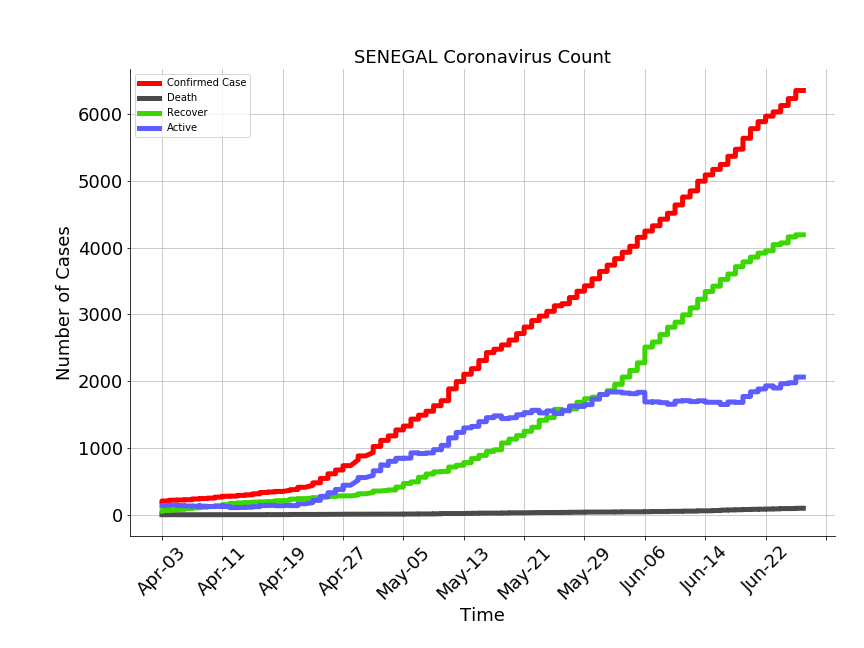 SENEGAL Coronavirus Count
Confirmed Case
Death
Recover
Active
Number of Cases
6000
5000
4000
3000
2000
1000
0
Apr-03
Apr-11
Apr-19
Apr-27
May-05
May-13
May-21
May-29
Jun-06
Jun-14
Jun-22
Time